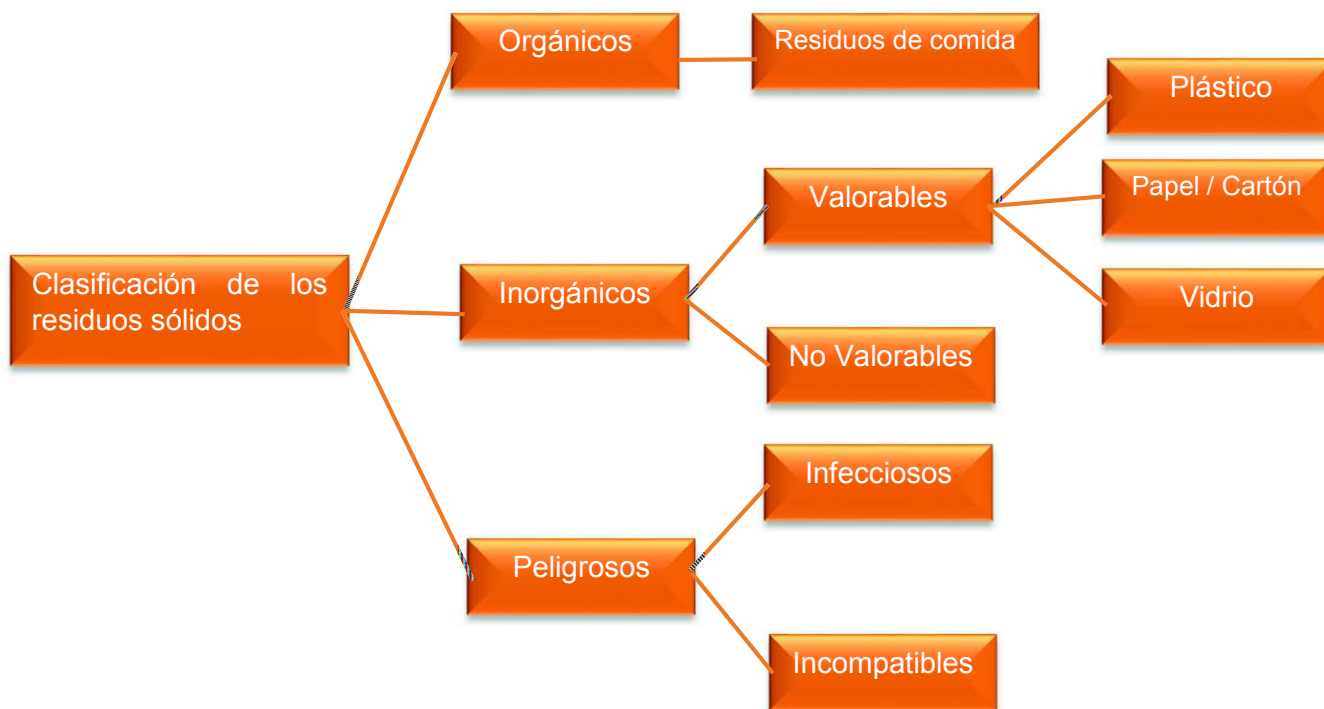 Clasificación de los
residuos sólidos
Orgánicos
Residuos de comida
Inorgánicos
Valorables
Plástico
Papel / Cartón
Vidrio
No Valorables
Peligrosos
Infecciosos
Incompatibles